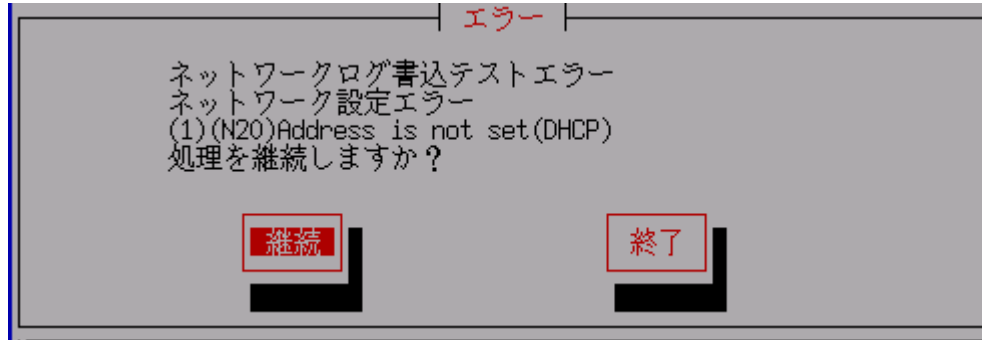 エラー
ネットワークログ書込テストエラー
ネットワーク設定エラー
(1)(N20)Address is not set(DHCP)
処理を継続しますか？
継続
終了